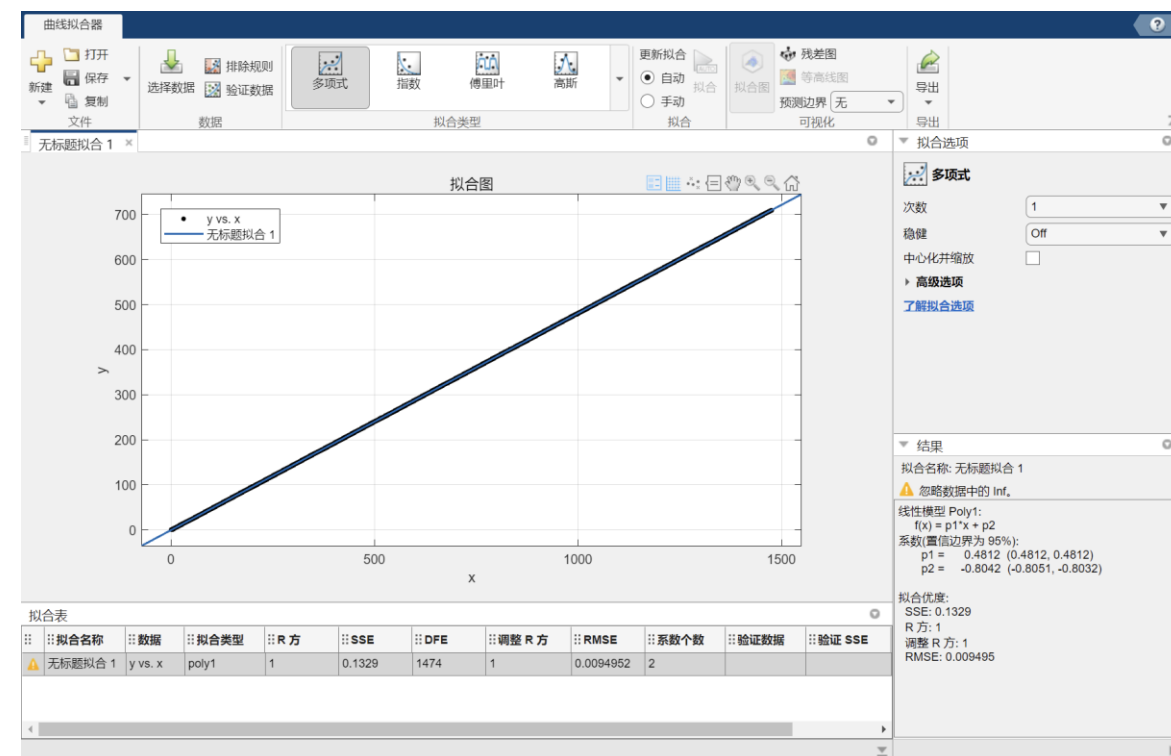 曲线拟合器
?
新建
打开
保存
复制
文件
选择数据
排除规则
验证数据
数据
多项式
指数
傅里叶
高斯
拟合类型
更新拟合
自动
手动
拟合
拟合
拟合图
残差图
等高线图
预测边界 无
可视化
导出
导出
无标题拟合 1 ×
拟合图
y vs. x
无标题拟合 1
700
600
500
400
300
200
100
0
y
0 500 1000 1500
x
拟合选项
多项式
次数 1
稳健 Off
中心化并缩放
高级选项
了解拟合选项
结果
拟合名称: 无标题拟合 1
忽略数据中的 Inf。
线性模型 Poly1:
f(x) = p1*x + p2
系数(置信边界为 95%):
p1 = 0.4812 (0.4812, 0.4812)
p2 = -0.8042 (-0.8051, -0.8032)
拟合优度:
SSE: 0.1329
R 方: 1
调整 R 方: 1
RMSE: 0.009495
拟合表
拟合名称 数据 拟合类型 R 方 SSE DFE 调整 R 方 RMSE 系数个数 验证数据 验证 SSE
无标题拟合 1 y vs. x poly1 1 0.1329 1474 1 0.0094952 2